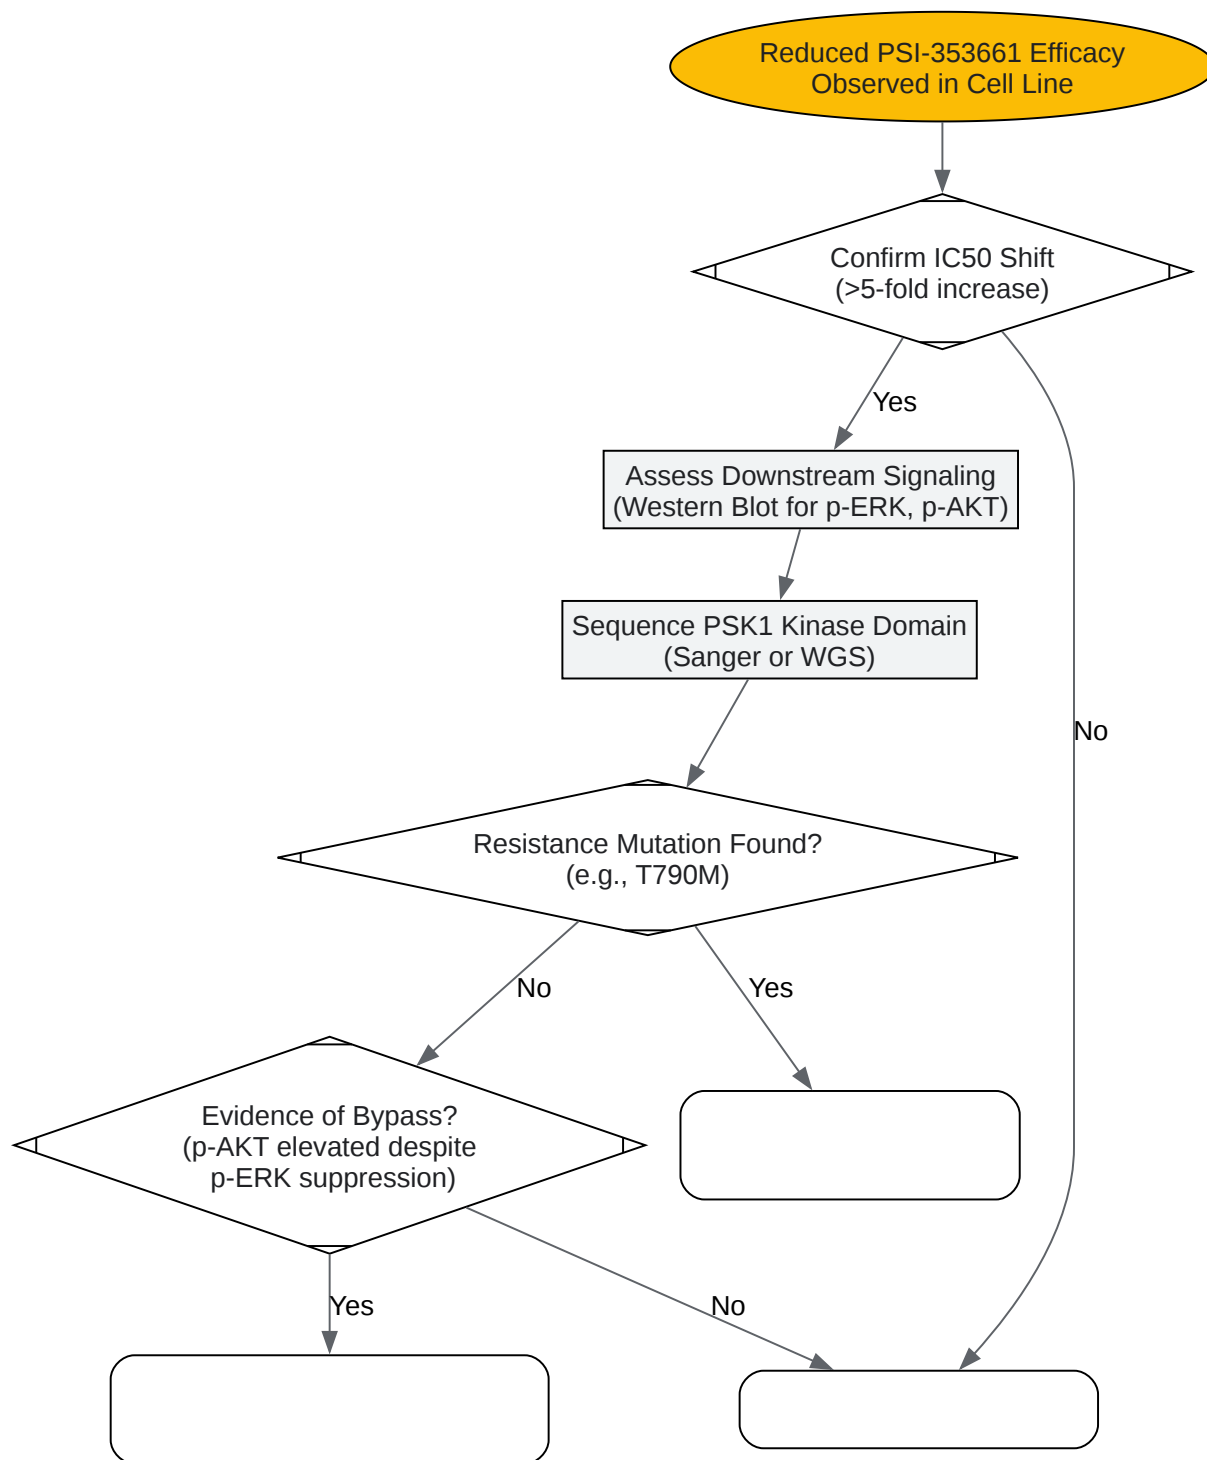 Reduced PSI-353661 Efficacy
Observed in Cell Line
Confirm IC50 Shift
(>5-fold increase)
Yes
Assess Downstream Signaling
(Western Blot for p-ERK, p-AKT)
Sequence PSK1 Kinase Domain
(Sanger or WGS)
No
Resistance Mutation Found?
(e.g., T790M)
No
Yes
Evidence of Bypass?
(p-AKT elevated despite
p-ERK suppression)
Yes
No